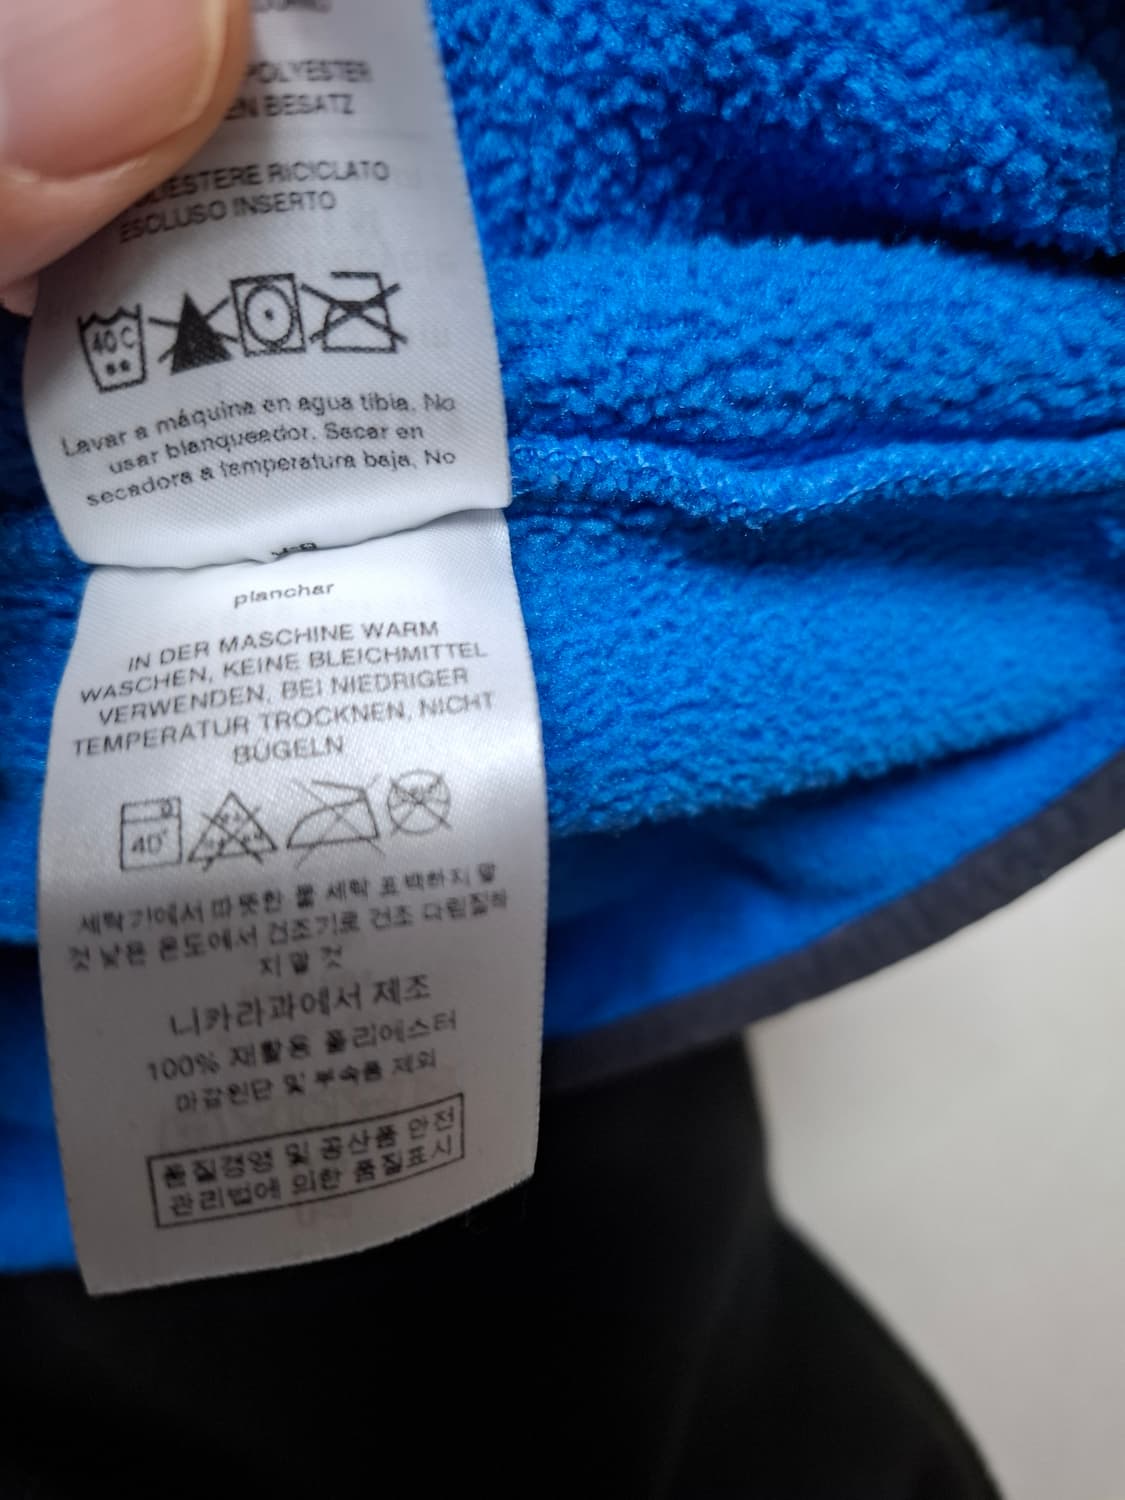 POLYESTER
EN BESATZ
POLIESTERE RICICLATO
ESCLUSO INSERTO
40 C
Lavar a máquina en agua tibia. No
usar blanqueador. Secar en
secadora a temperatura baja. No
planchar
IN DER MASCHINE WARM
WASCHEN, KEINE BLEICHMITTEL
VERWENDEN, BEI NIEDRIGER
TEMPERATUR TROCKNEN, NICHT
BÜGELN
40°
세탁기에서 따뜻한 물 세탁 표백하지 말
것 낮은 온도에서 건조기로 건조 다림질하
지 말 것
니카라과에서 제조
100% 재활용 폴리에스터
마감원단 및 부속품 제외
품질경영 및 공산품 안전
관리법에 의한 품질표시